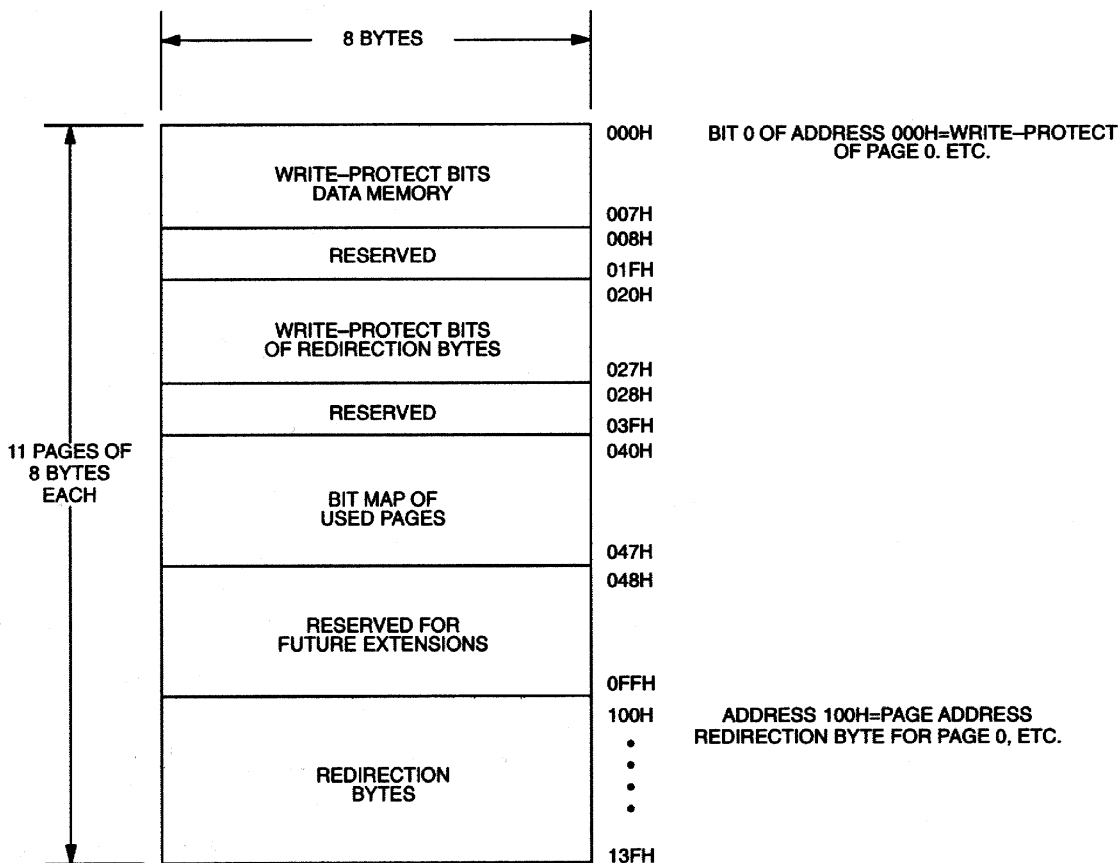 8 BYTES
000H
BIT 0 OF ADDRESS 000H=WRITE–PROTECT
OF PAGE 0. ETC.
WRITE–PROTECT BITS
DATA MEMORY
007H
008H
RESERVED
01FH
020H
WRITE–PROTECT BITS
OF REDIRECTION BYTES
027H
028H
RESERVED
03FH
11 PAGES OF
8 BYTES
EACH
040H
BIT MAP OF
USED PAGES
047H
048H
RESERVED FOR
FUTURE EXTENSIONS
0FFH
100H
ADDRESS 100H=PAGE ADDRESS
REDIRECTION BYTE FOR PAGE 0, ETC.
REDIRECTION
BYTES
13FH